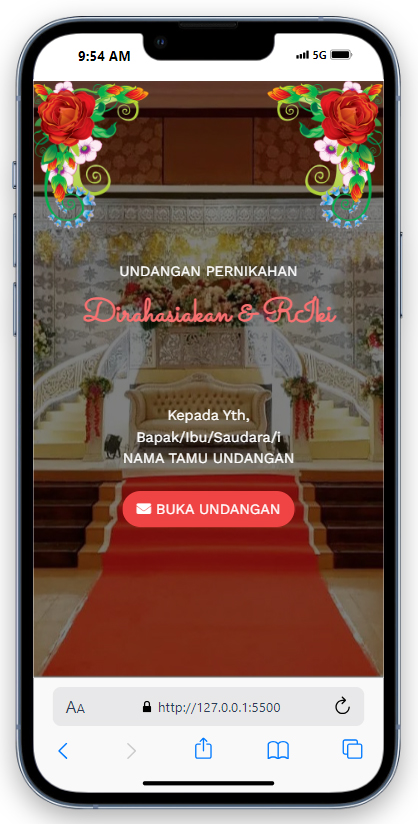 9:54 AM
5G
UNDANGAN PERNIKAHAN
Dirahasiakan & RIki
Kepada Yth,
Bapak/Ibu/Saudara/i
NAMA TAMU UNDANGAN
BUKA UNDANGAN
AA
http://127.0.0.1:5500